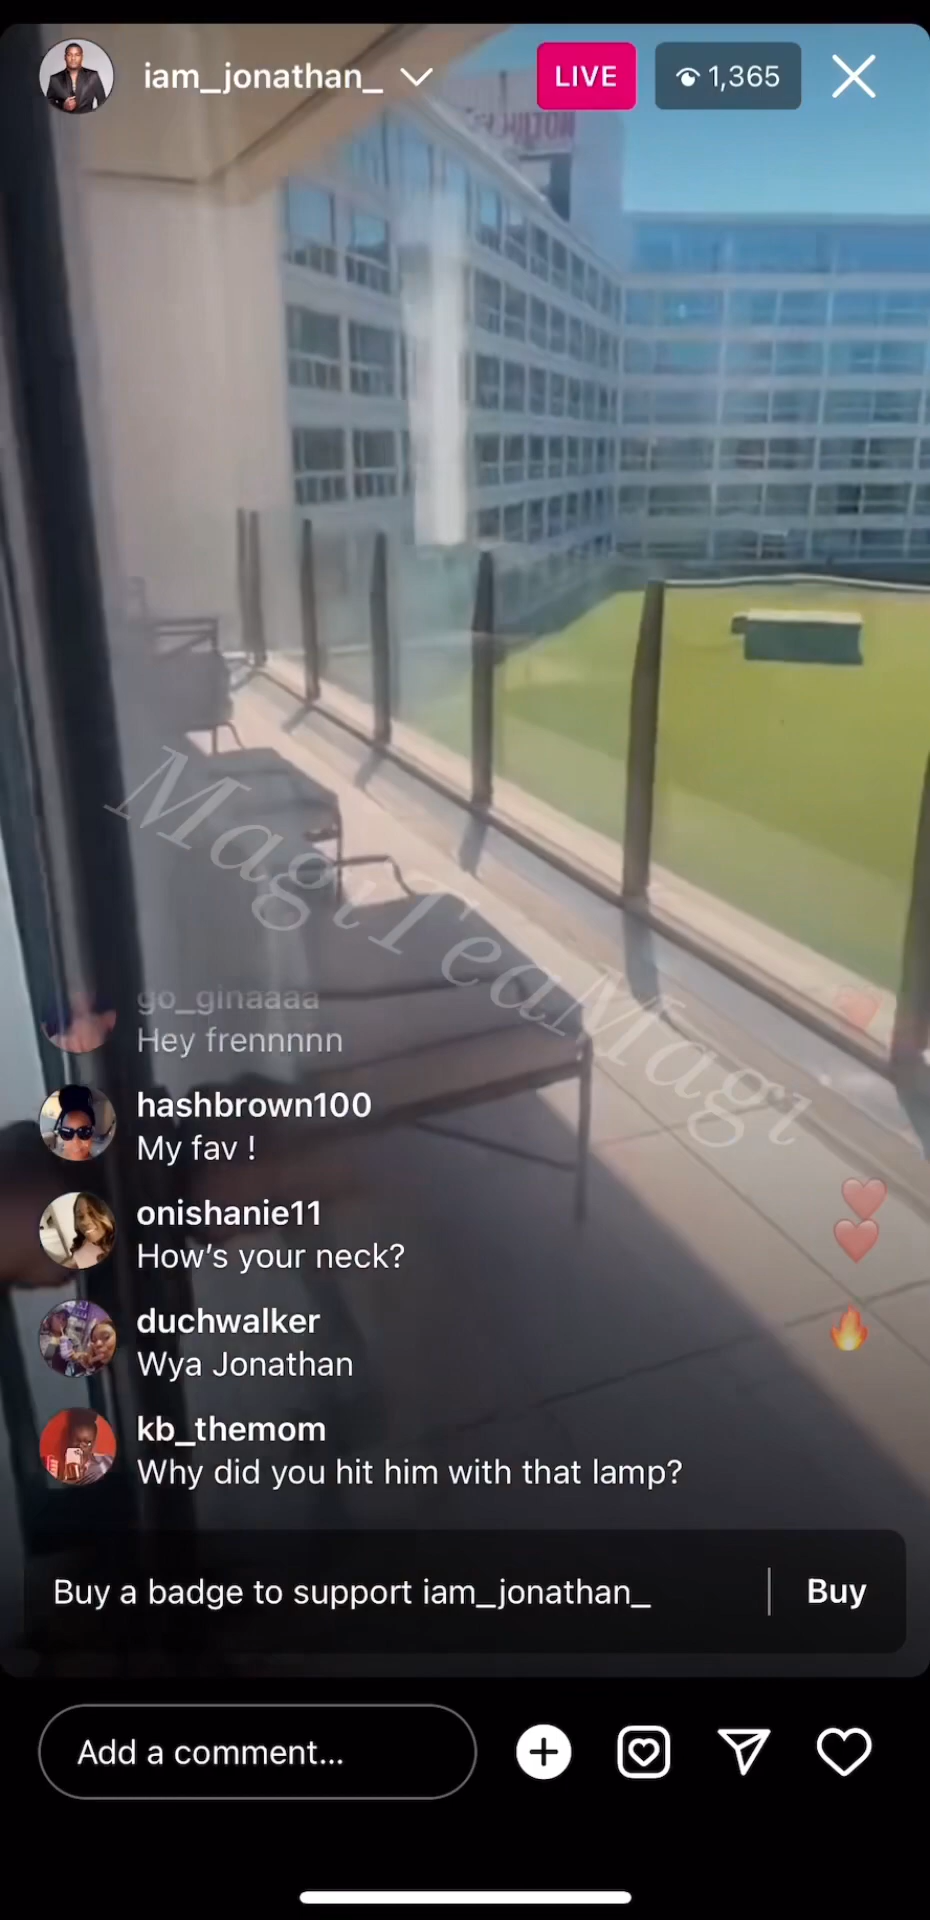 iam_jonathan_
LIVE
1,365
MagiTeaMagi
go_ginaaaa
Hey frennnnn
hashbrown100
My fav !
onishanie11
How's your neck?
duchwalker
Wya Jonathan
kb_themom
Why did you hit him with that lamp?
Buy a badge to support iam_jonathan_
Buy
Add a comment...